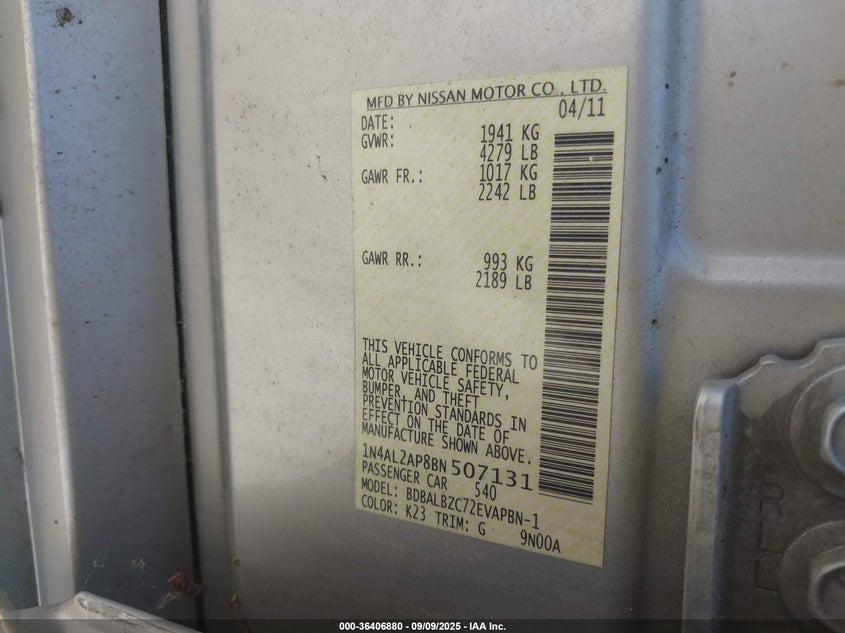 MFD BY NISSAN MOTOR CO., LTD.
DATE: 04/11
GVWR: 1941 KG
4279 LB
GAWR FR.: 1017 KG
2242 LB
GAWR RR.: 993 KG
2189 LB
THIS VEHICLE CONFORMS TO
ALL APPLICABLE FEDERAL
MOTOR VEHICLE SAFETY,
BUMPER, AND THEFT
PREVENTION STANDARDS IN
EFFECT ON THE DATE OF
MANUFACTURE SHOWN ABOVE.
1N4AL2AP8BN507131
PASSENGER CAR 540
MODEL: BDBALBZC72EVAPBN-1
COLOR: K23 TRIM: G 9N00A
RLL
000-36406880 - 09/09/2025 - IAA Inc.